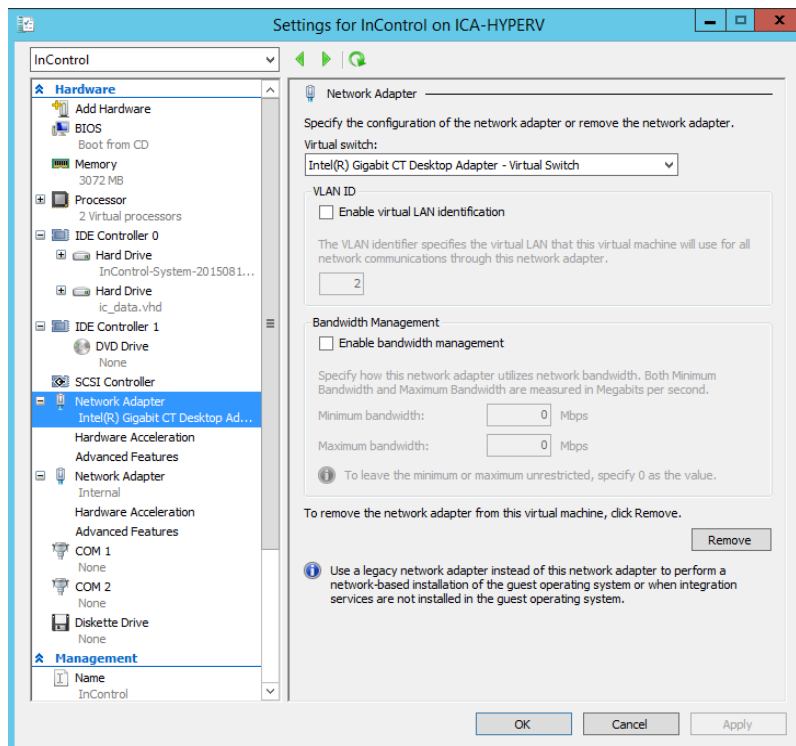 Settings for InControl on ICA-HYPERV
InControl
Hardware
Add Hardware
BIOS
Boot from CD
Memory
3072 MB
Processor
2 Virtual processors
IDE Controller 0
Hard Drive
InControl-System-2015081...
Hard Drive
ic_data.vhd
IDE Controller 1
DVD Drive
None
SCSI Controller
Network Adapter
Intel(R) Gigabit CT Desktop Ad...
Hardware Acceleration
Advanced Features
Network Adapter
Internal
Hardware Acceleration
Advanced Features
COM 1
None
COM 2
None
Diskette Drive
None
Management
Name
InControl
Network Adapter
Specify the configuration of the network adapter or remove the network adapter.
Virtual switch:
Intel(R) Gigabit CT Desktop Adapter - Virtual Switch
VLAN ID
Enable virtual LAN identification
The VLAN identifier specifies the virtual LAN that this virtual machine will use for all
network communications through this network adapter.
2
Bandwidth Management
Enable bandwidth management
Specify how this network adapter utilizes network bandwidth. Both Minimum
Bandwidth and Maximum Bandwidth are measured in Megabits per second.
Minimum bandwidth: 0 Mbps
Maximum bandwidth: 0 Mbps
To leave the minimum or maximum unrestricted, specify 0 as the value.
To remove the network adapter from this virtual machine, click Remove.
Remove
Use a legacy network adapter instead of this network adapter to perform a
network-based installation of the guest operating system or when integration
services are not installed in the guest operating system.
OK Cancel Apply